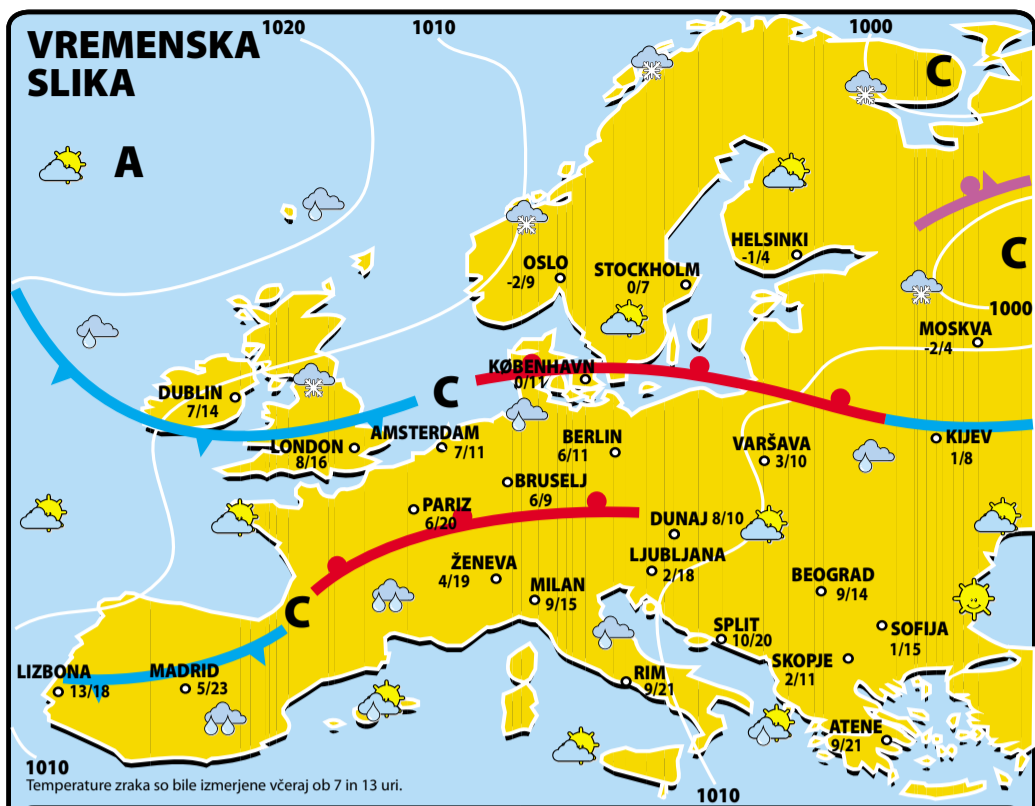 1020
1010
1000
VREMENSKA
SLIKA
C
A
HELSINKI
-1/4
OSLO
-2/9
STOCKHOLM
0/7
C
1000
MOSKVA
-2/4
KØBENHAVN
0/11
DUBLIN
7/14
C
LONDON
8/16
AMSTERDAM
7/11
BERLIN
6/11
VARŠAVA
3/10
KIJEV
1/8
BRUSELJ
6/9
PARIZ
6/20
DUNAJ 8/10
LJUBLJANA
2/18
ŽENEVA
4/19
MILAN
9/15
BEOGRAD
9/14
C
SPLIT
10/20
SOFIJA
1/15
SKOPJE
2/11
LIZBONA
13/18
MADRID
5/23
RIM
9/21
ATENE
9/21
1010
Temperature zraka so bile izmerjene včeraj ob 7 in 13 uri.
1010